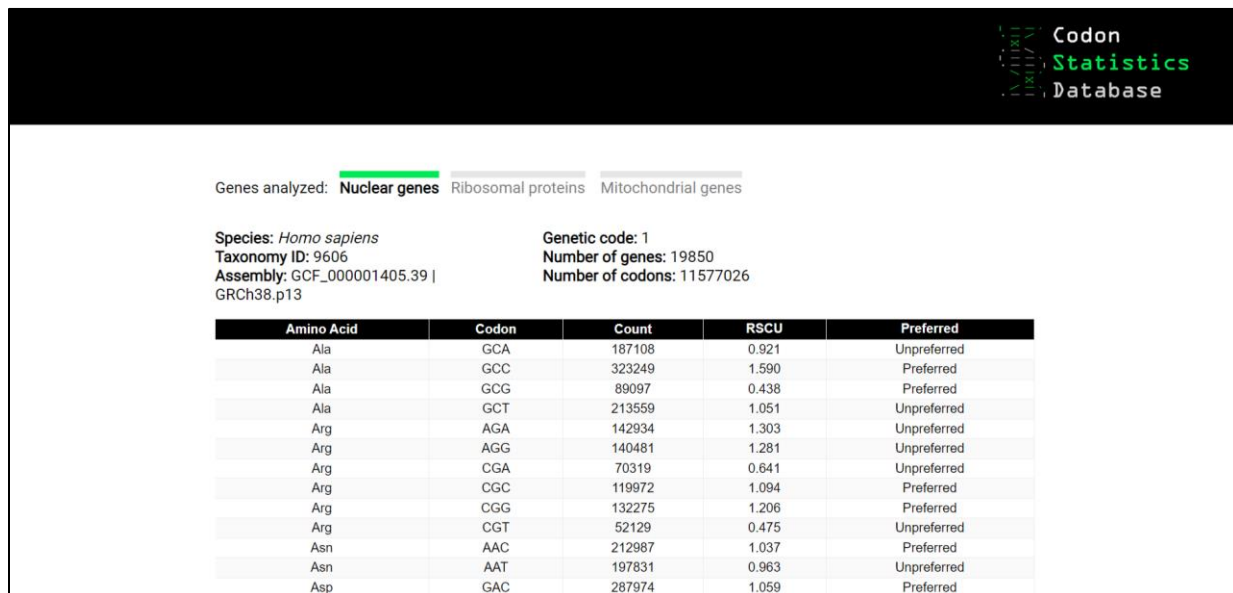 Codon
Statistics
Database
Genes analyzed: Nuclear genes Ribosomal proteins Mitochondrial genes
Species: Homo sapiens Genetic code: 1
Taxonomy ID: 9606 Number of genes: 19850
Assembly: GCF_000001405.39 | Number of codons: 11577026
GRCh38.p13
Amino Acid Codon Count RSCU Preferred
Ala GCA 187108 0.921 Unpreferred
Ala GCC 323249 1.590 Preferred
Ala GCG 89097 0.438 Preferred
Ala GCT 213559 1.051 Unpreferred
Arg AGA 142934 1.303 Unpreferred
Arg AGG 140481 1.281 Unpreferred
Arg CGA 70319 0.641 Unpreferred
Arg CGC 119972 1.094 Preferred
Arg CGG 132275 1.206 Preferred
Arg CGT 52129 0.475 Unpreferred
Asn AAC 212987 1.037 Preferred
Asn AAT 197831 0.963 Unpreferred
Asp GAC 287974 1.059 Preferred